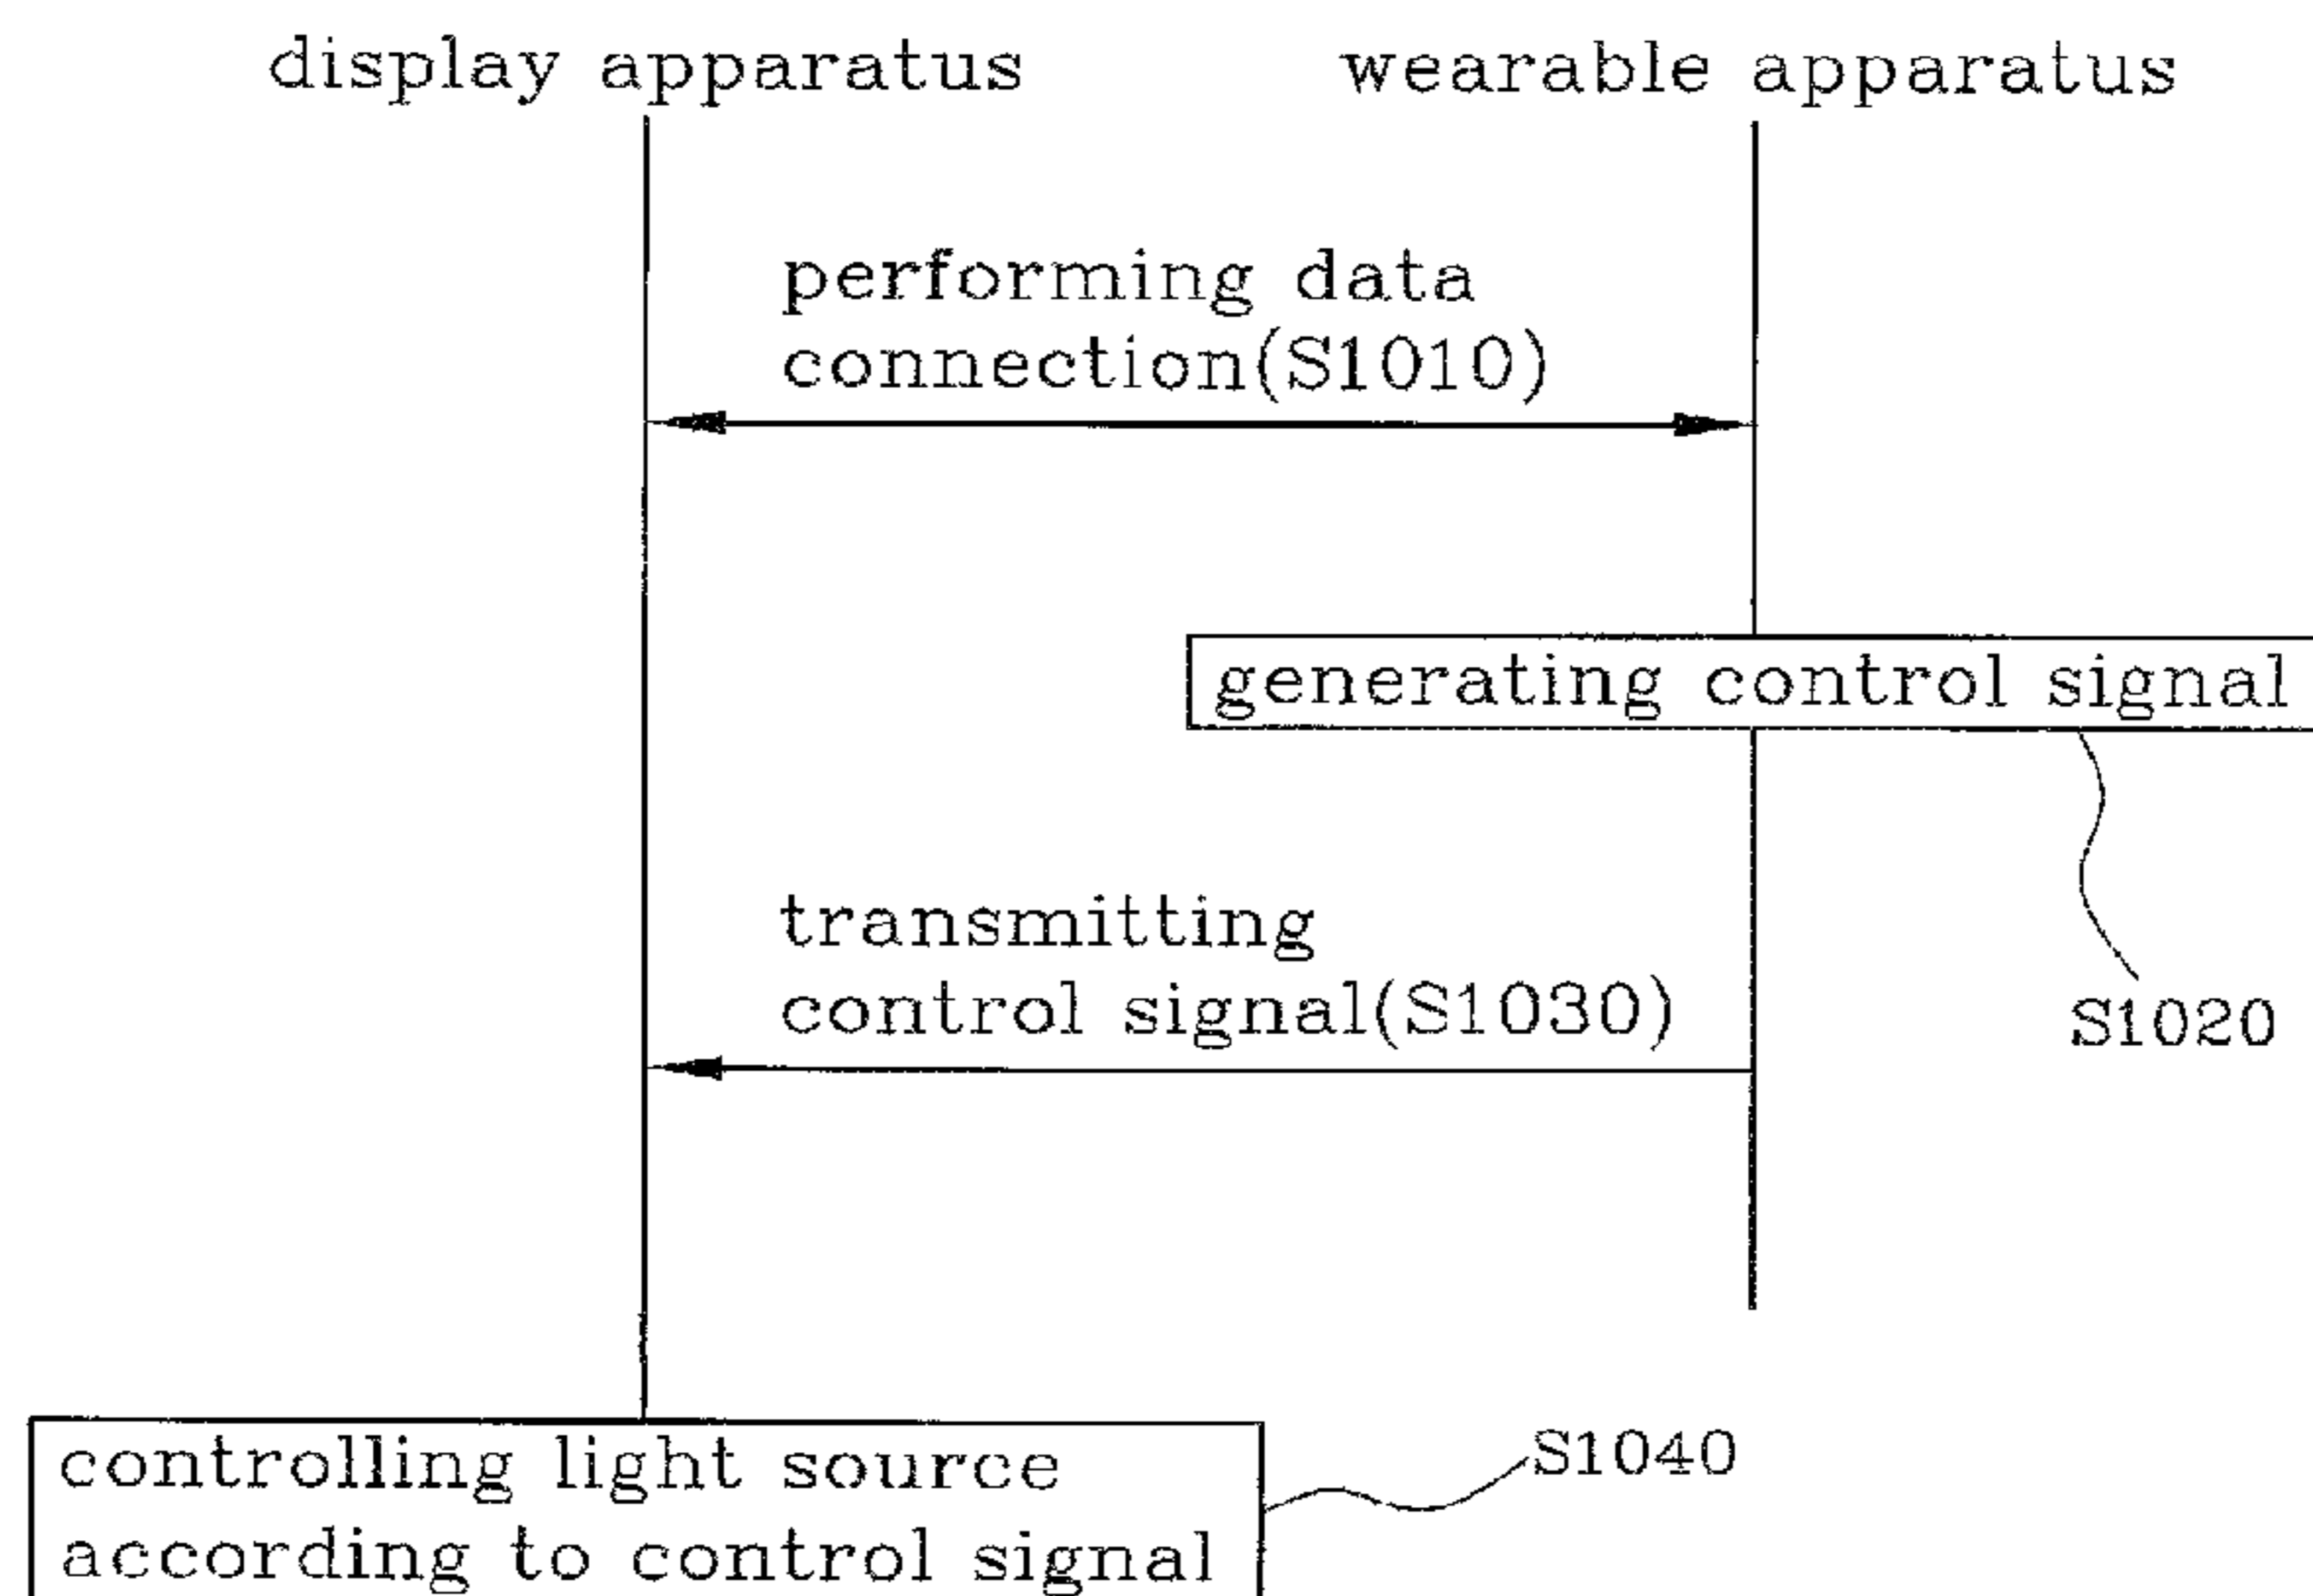 display apparatus
wearable apparatus
performing data
connection(S1010)
generating control signal
transmitting
control signal(S1030)
S1020
controlling light source
according to control signal
S1040